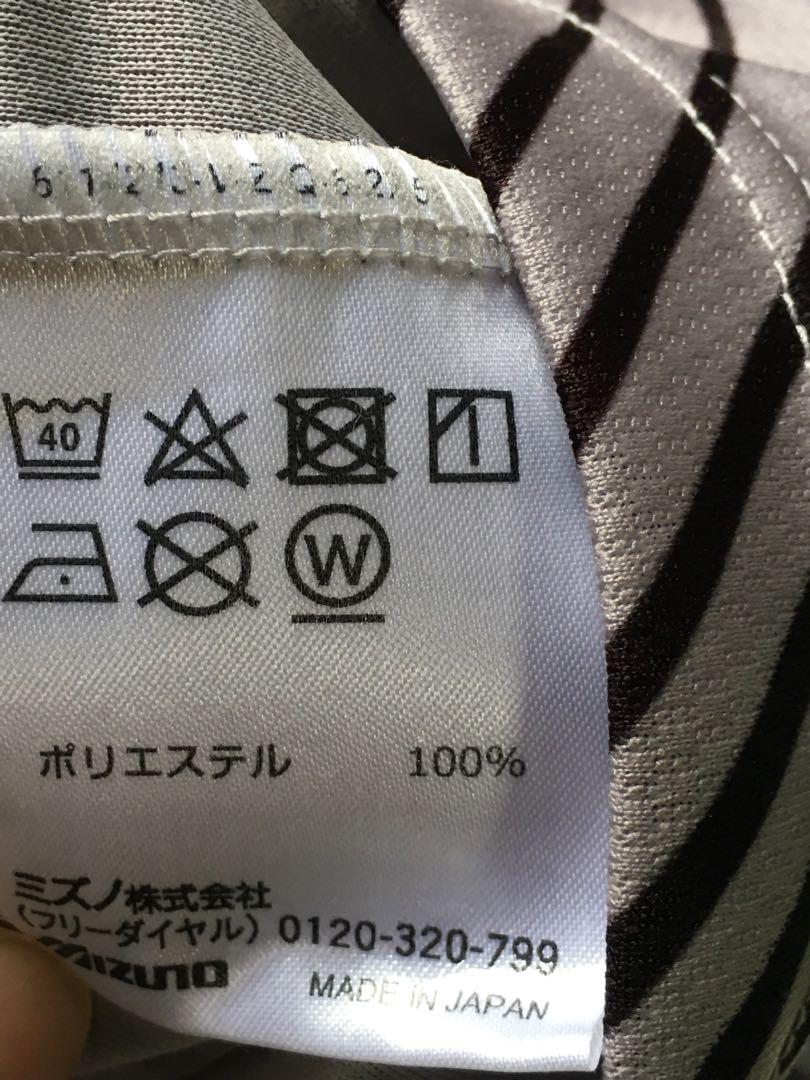 40
W
ポリエステル 100%
ミズノ株式会社
(フリーダイヤル) 0120-320-799
MIZUNO
MADE IN JAPAN